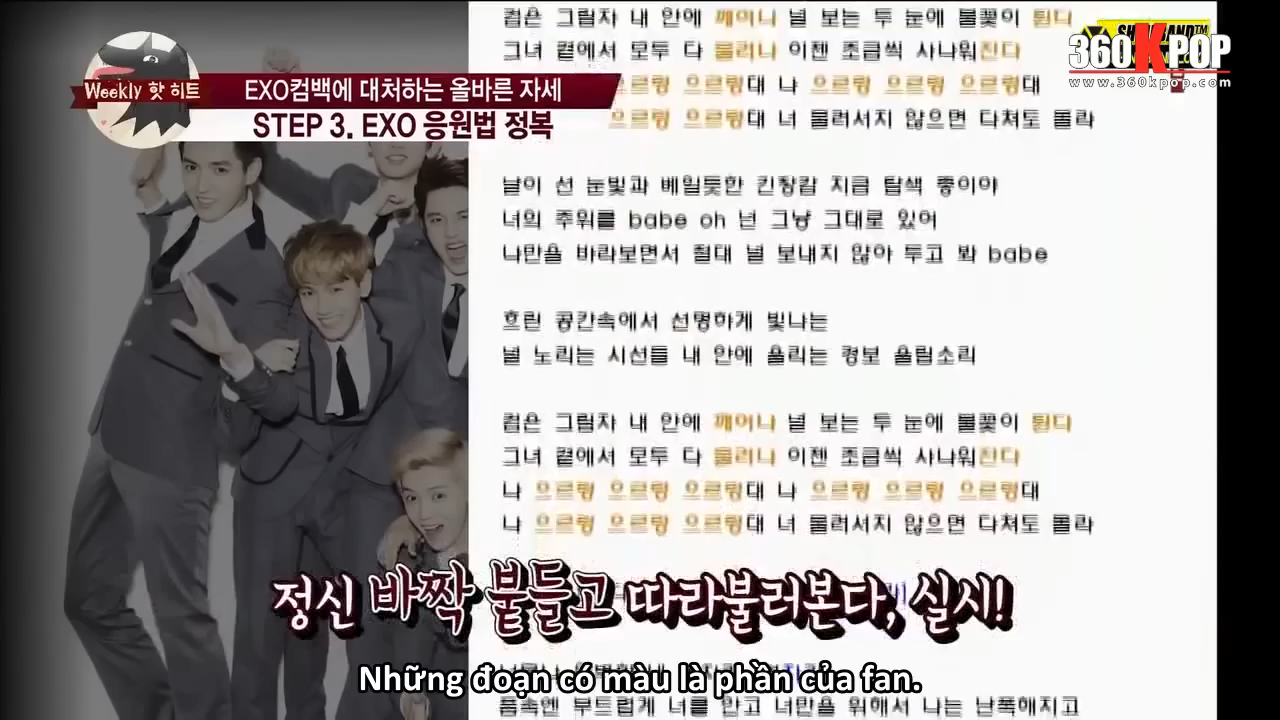 Weekly 핫 히트
EXO컴백에 대처하는 올바른 자세
STEP 3. EXO 응원법 정복
360KPOP
www.360kpop.com
검은 그림자 내 안에 깨어나 널 보는 두 눈에 불꽃이 튄다
그녀 곁에서 모두 다 물러나 이젠 조금씩 사나워진다
으르렁 으르렁대 나 으르렁 으르렁 으르렁대
으르렁 으르렁대 너 물러서지 않으면 다쳐도 몰라
날이 선 눈빛과 베일듯한 긴장감 지금 탐색 중이야
너의 주위를 babe oh 넌 그냥 그대로 있어
나만을 바라보면서 절대 널 보내지 않아 두고 봐 babe
흐린 공간속에서 선명하게 빛나는
널 노리는 시선들 내 안에 울리는 경보 울림소리
검은 그림자 내 안에 깨어나 널 보는 두 눈에 불꽃이 튄다
그녀 곁에서 모두 다 물러나 이젠 조금씩 사나워진다
나 으르렁 으르렁 으르렁대 나 으르렁 으르렁 으르렁대
나 으르렁 으르렁 으르렁대 너 물러서지 않으면 다쳐도 몰라
정신 바짝 붙들고 따라불러본다, 실시!
Những đoạn có màu là phần của fan.
품속엔 부드럽게 너를 안고 너만을 위해서 나는 난폭해지고